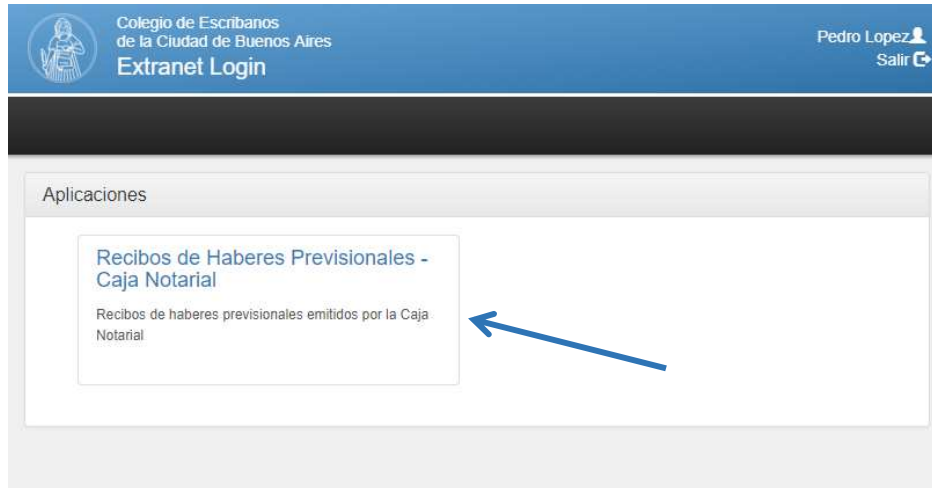 Colegio de Escribanos
de la Ciudad de Buenos Aires
Extranet Login
Pedro Lopez
Salir
Aplicaciones
Recibos de Haberes Previsionales -
Caja Notarial
Recibos de haberes previsionales emitidos por la Caja
Notarial